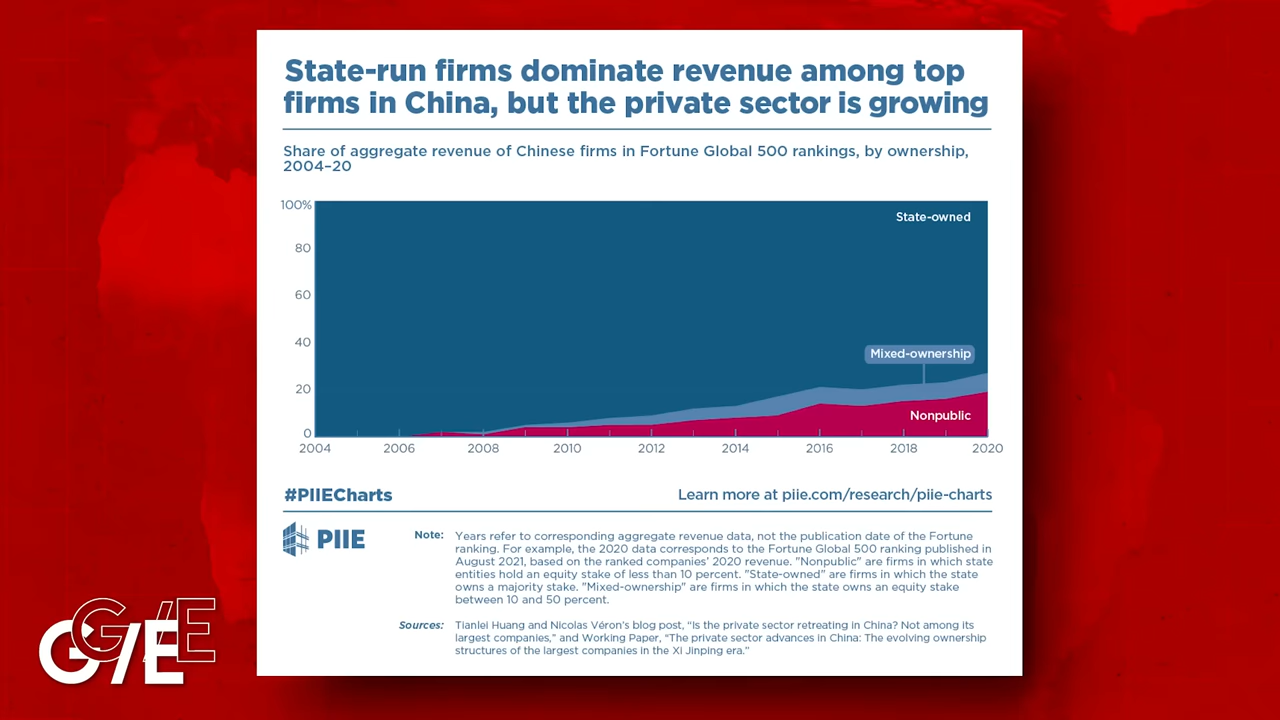 State-run firms dominate revenue among top
firms in China, but the private sector is growing
Share of aggregate revenue of Chinese firms in Fortune Global 500 rankings, by ownership,
2004–20
100%
State-owned
80
60
40
Mixed-ownership
20
Nonpublic
0
2004 2006 2008 2010 2012 2014 2016 2018 2020
#PIIECharts
Learn more at piie.com/research/piie-charts
PIIE
Note: Years refer to corresponding aggregate revenue data, not the publication date of the Fortune
ranking. For example, the 2020 data corresponds to the Fortune Global 500 ranking published in
August 2021, based on the ranked companies’ 2020 revenue. "Nonpublic" are firms in which state
entities hold an equity stake of less than 10 percent. "State-owned" are firms in which the state
owns a majority stake. "Mixed-ownership" are firms in which the state owns an equity stake
between 10 and 50 percent.
Sources: Tianlei Huang and Nicolas Véron’s blog post, “Is the private sector retreating in China? Not among its
largest companies,” and Working Paper, “The private sector advances in China: The evolving ownership
structures of the largest companies in the Xi Jinping era.”
G/E
G/E